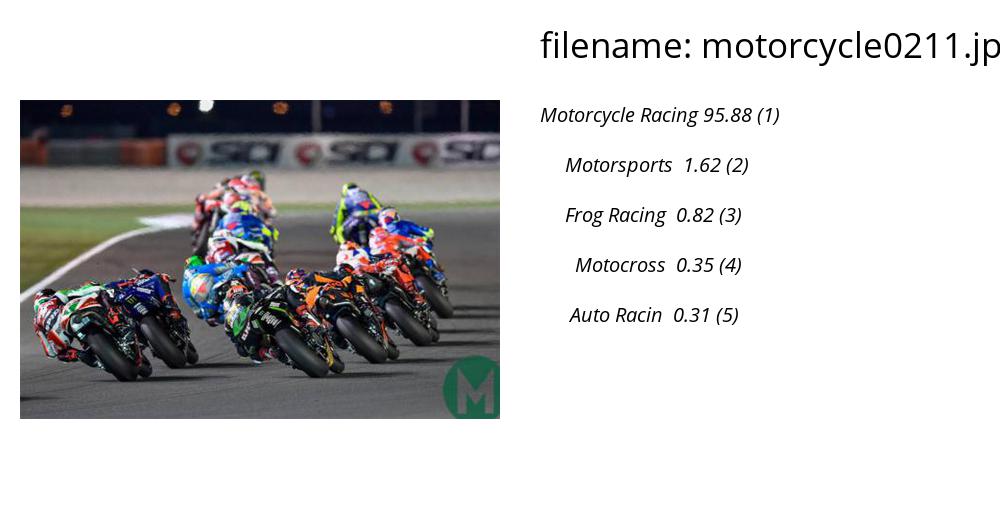 filename: motorcycle0211.jp
Motorcycle Racing 95.88 (1)
Motorsports 1.62 (2)
Frog Racing 0.82 (3)
Motocross 0.35 (4)
Auto Racin 0.31 (5)
M